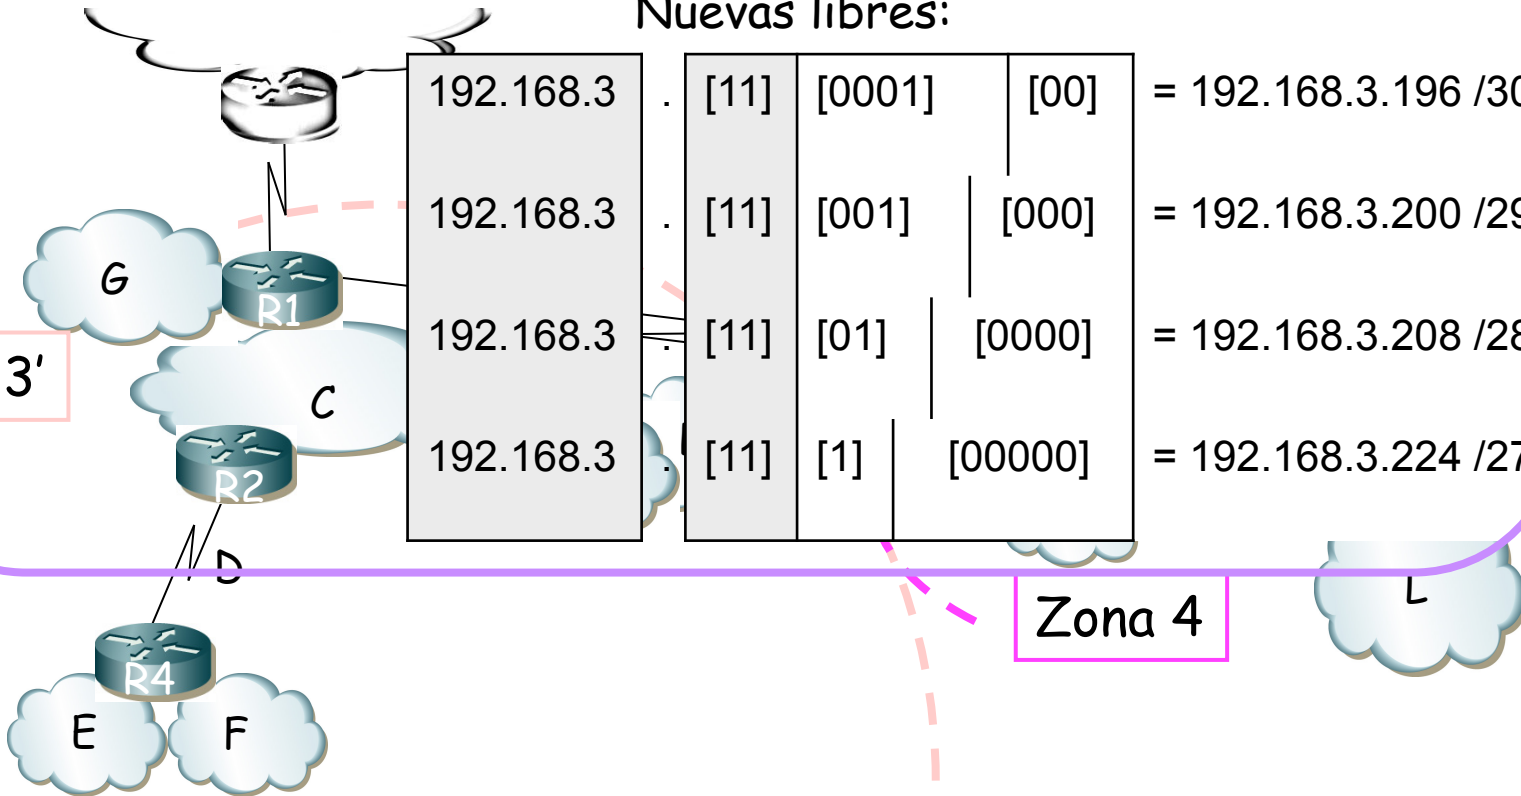 Nuevas libres:
192.168.3 . [11] [0001] [00] = 192.168.3.196 /30
192.168.3 . [11] [001] [000] = 192.168.3.200 /29
192.168.3 . [11] [01] [0000] = 192.168.3.208 /28
192.168.3 . [11] [1] [00000] = 192.168.3.224 /27
G
R1
3'
C
R2
D
Zona 4
L
R4
E
F